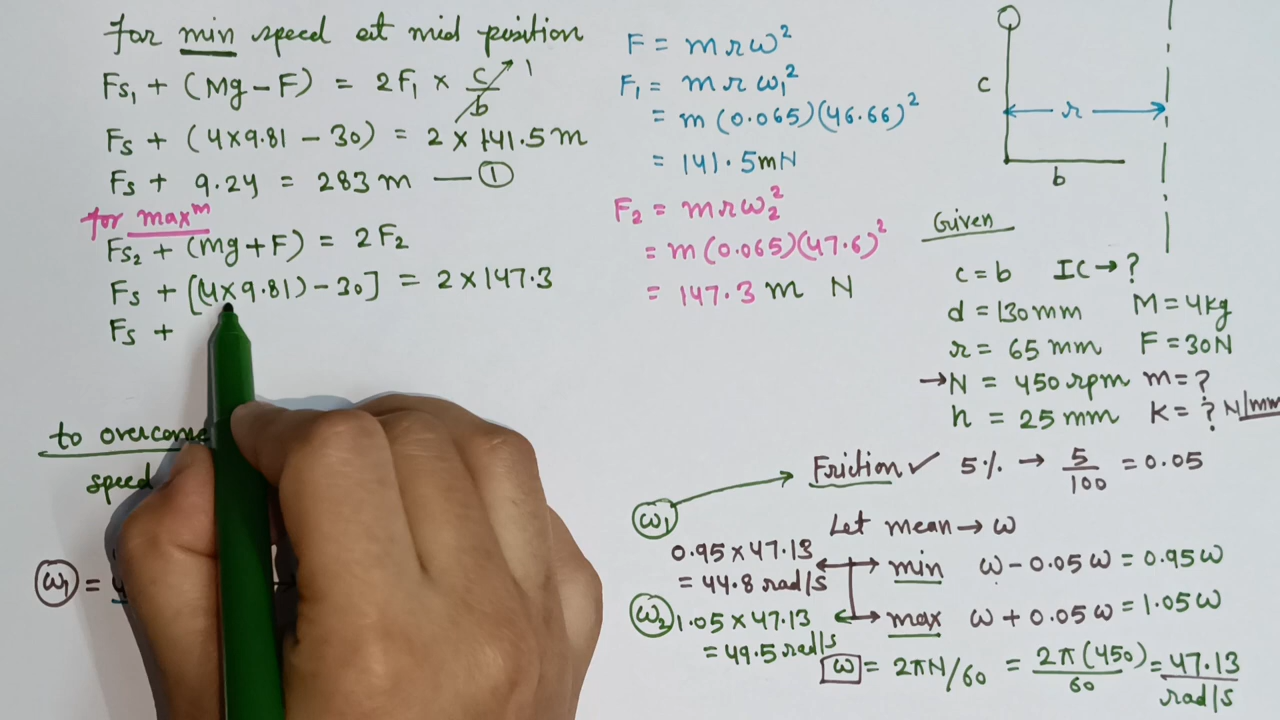 for min speed at mid position
Fs₁ + (Mg - F) = 2F₁ × c/b 1
Fs + (4×9.81 - 30) = 2 × 141.5 m
Fs + 9.24 = 283 m — ①
for maxᵐ
Fs₂ + (Mg + F) = 2F₂
Fs + [(4×9.81) - 30] = 2 × 147.3
Fs +
to overcome
speed
ω₁ =
F = mrω²
F₁ = mrω₁²
= m(0.065)(46.66)²
= 141.5mN
F₂ = mrω₂²
= m(0.065)(47.6)²
= 147.3 m N
c
r
b
Given
c = b IC → ?
d = 130mm M = 4kg
r = 65 mm F = 30N
→ N = 450 rpm m = ?
h = 25 mm K = ? N/mm
Friction ✓ 5% → 5/100 = 0.05
ω₁
Let mean → ω
0.95 × 47.13
= 44.8 rad/s
min ω - 0.05ω = 0.95ω
ω₂ 1.05 × 47.13
= 49.5 rad/s
max ω + 0.05ω = 1.05ω
ω = 2πN/60 = 2π(450)/60 = 47.13 rad/s